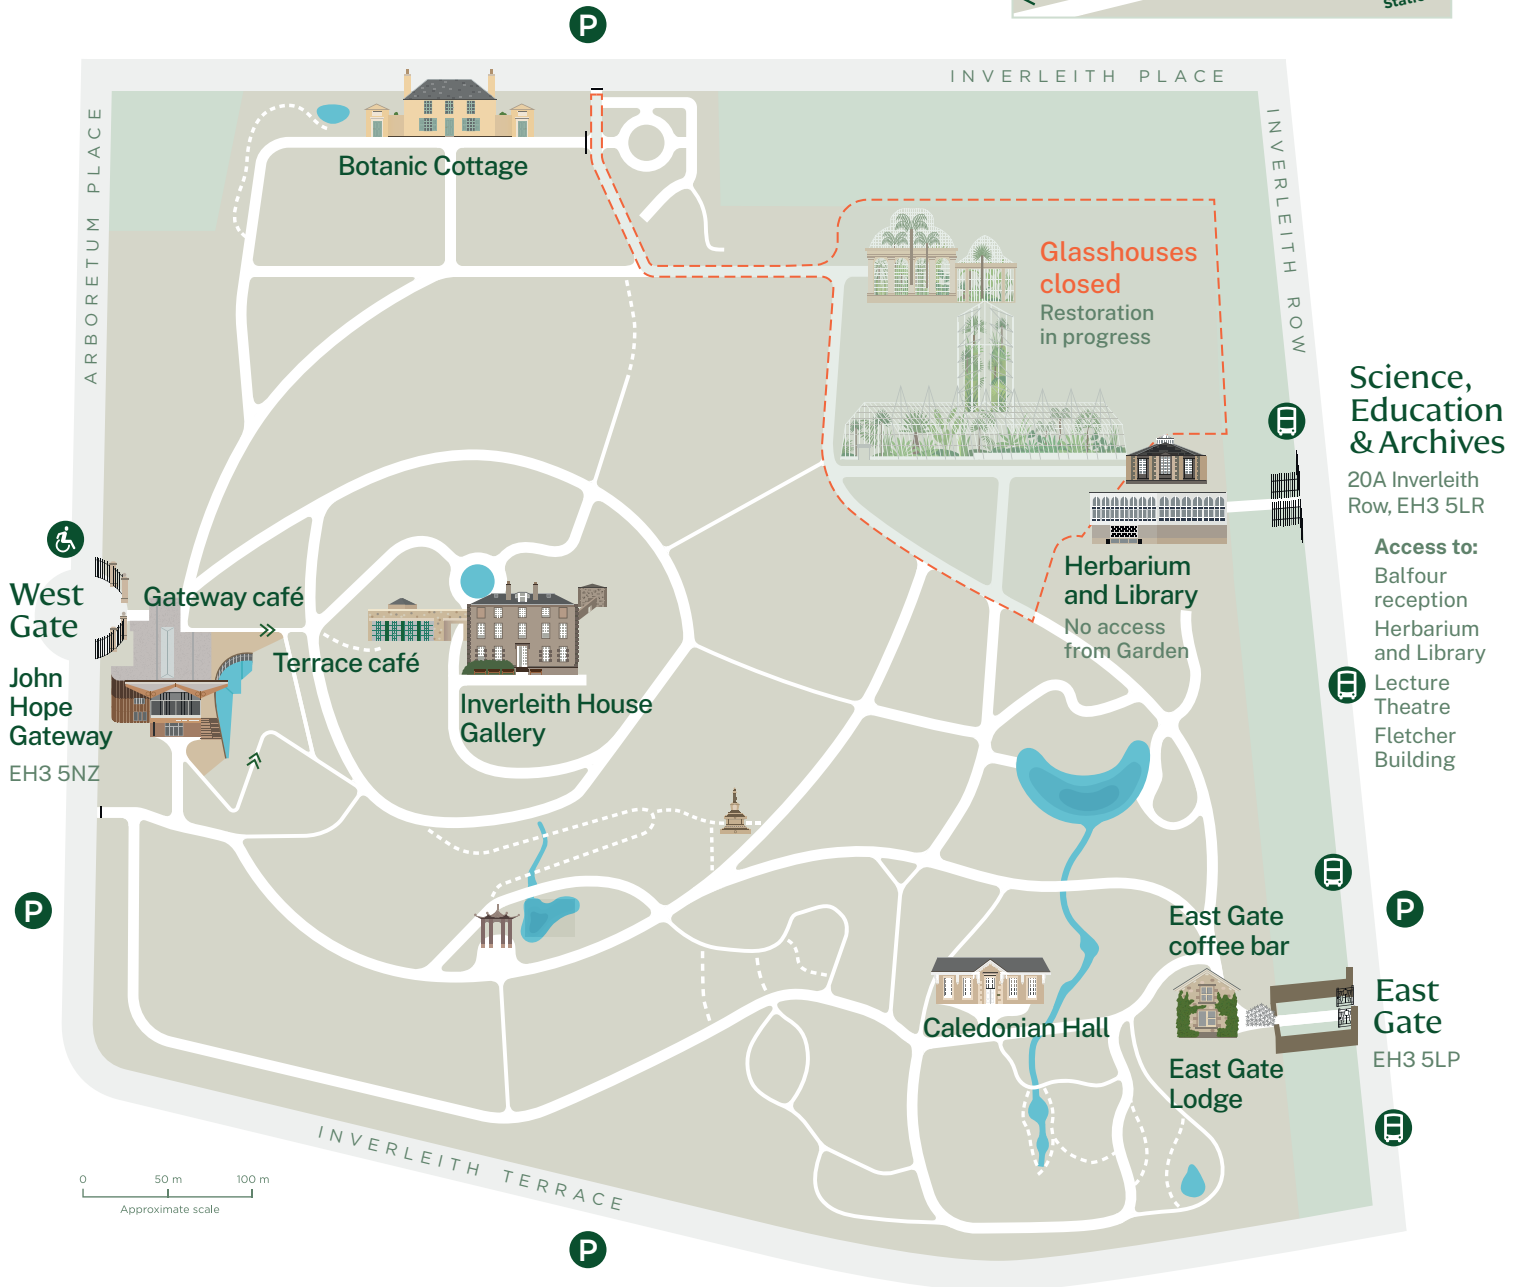 Statio
P
INVERLEITH PLACE
ARBORETUM PLACE
INVERLEITH ROW
Botanic Cottage
Glasshouses
closed
Restoration
in progress
Science,
Education
& Archives
20A Inverleith
Row, EH3 5LR
Access to:
Balfour
reception
Herbarium
and Library
Lecture
Theatre
Fletcher
Building
Herbarium
and Library
No access
from Garden
West
Gate
Gateway café
John
Hope
Gateway
EH3 5NZ
Terrace café
H
Inverleith House
Gallery
P
P
East Gate
coffee bar
East
Gate
EH3 5LP
Caledonian Hall
East Gate
Lodge
INVERLEITH TERRACE
0 50 m 100 m
Approximate scale
P